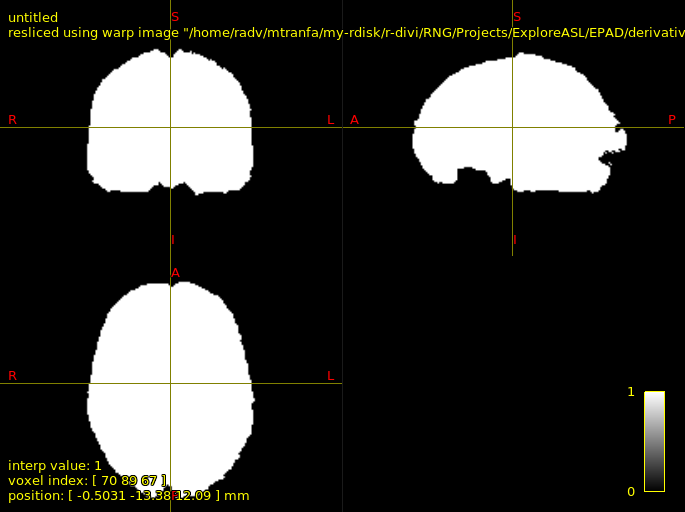 untitled
resliced using warp image "/home/radv/mtranfa/my-rdisk/r-divi/RNG/Projects/ExploreASL/EPAD/derivativ
S
S
R
L
A
P
I
I
A
R
L
1
0
interp value: 1
voxel index: [ 70 89 67 ]
position: [ -0.5031 -13.38 12.09 ] mm
P